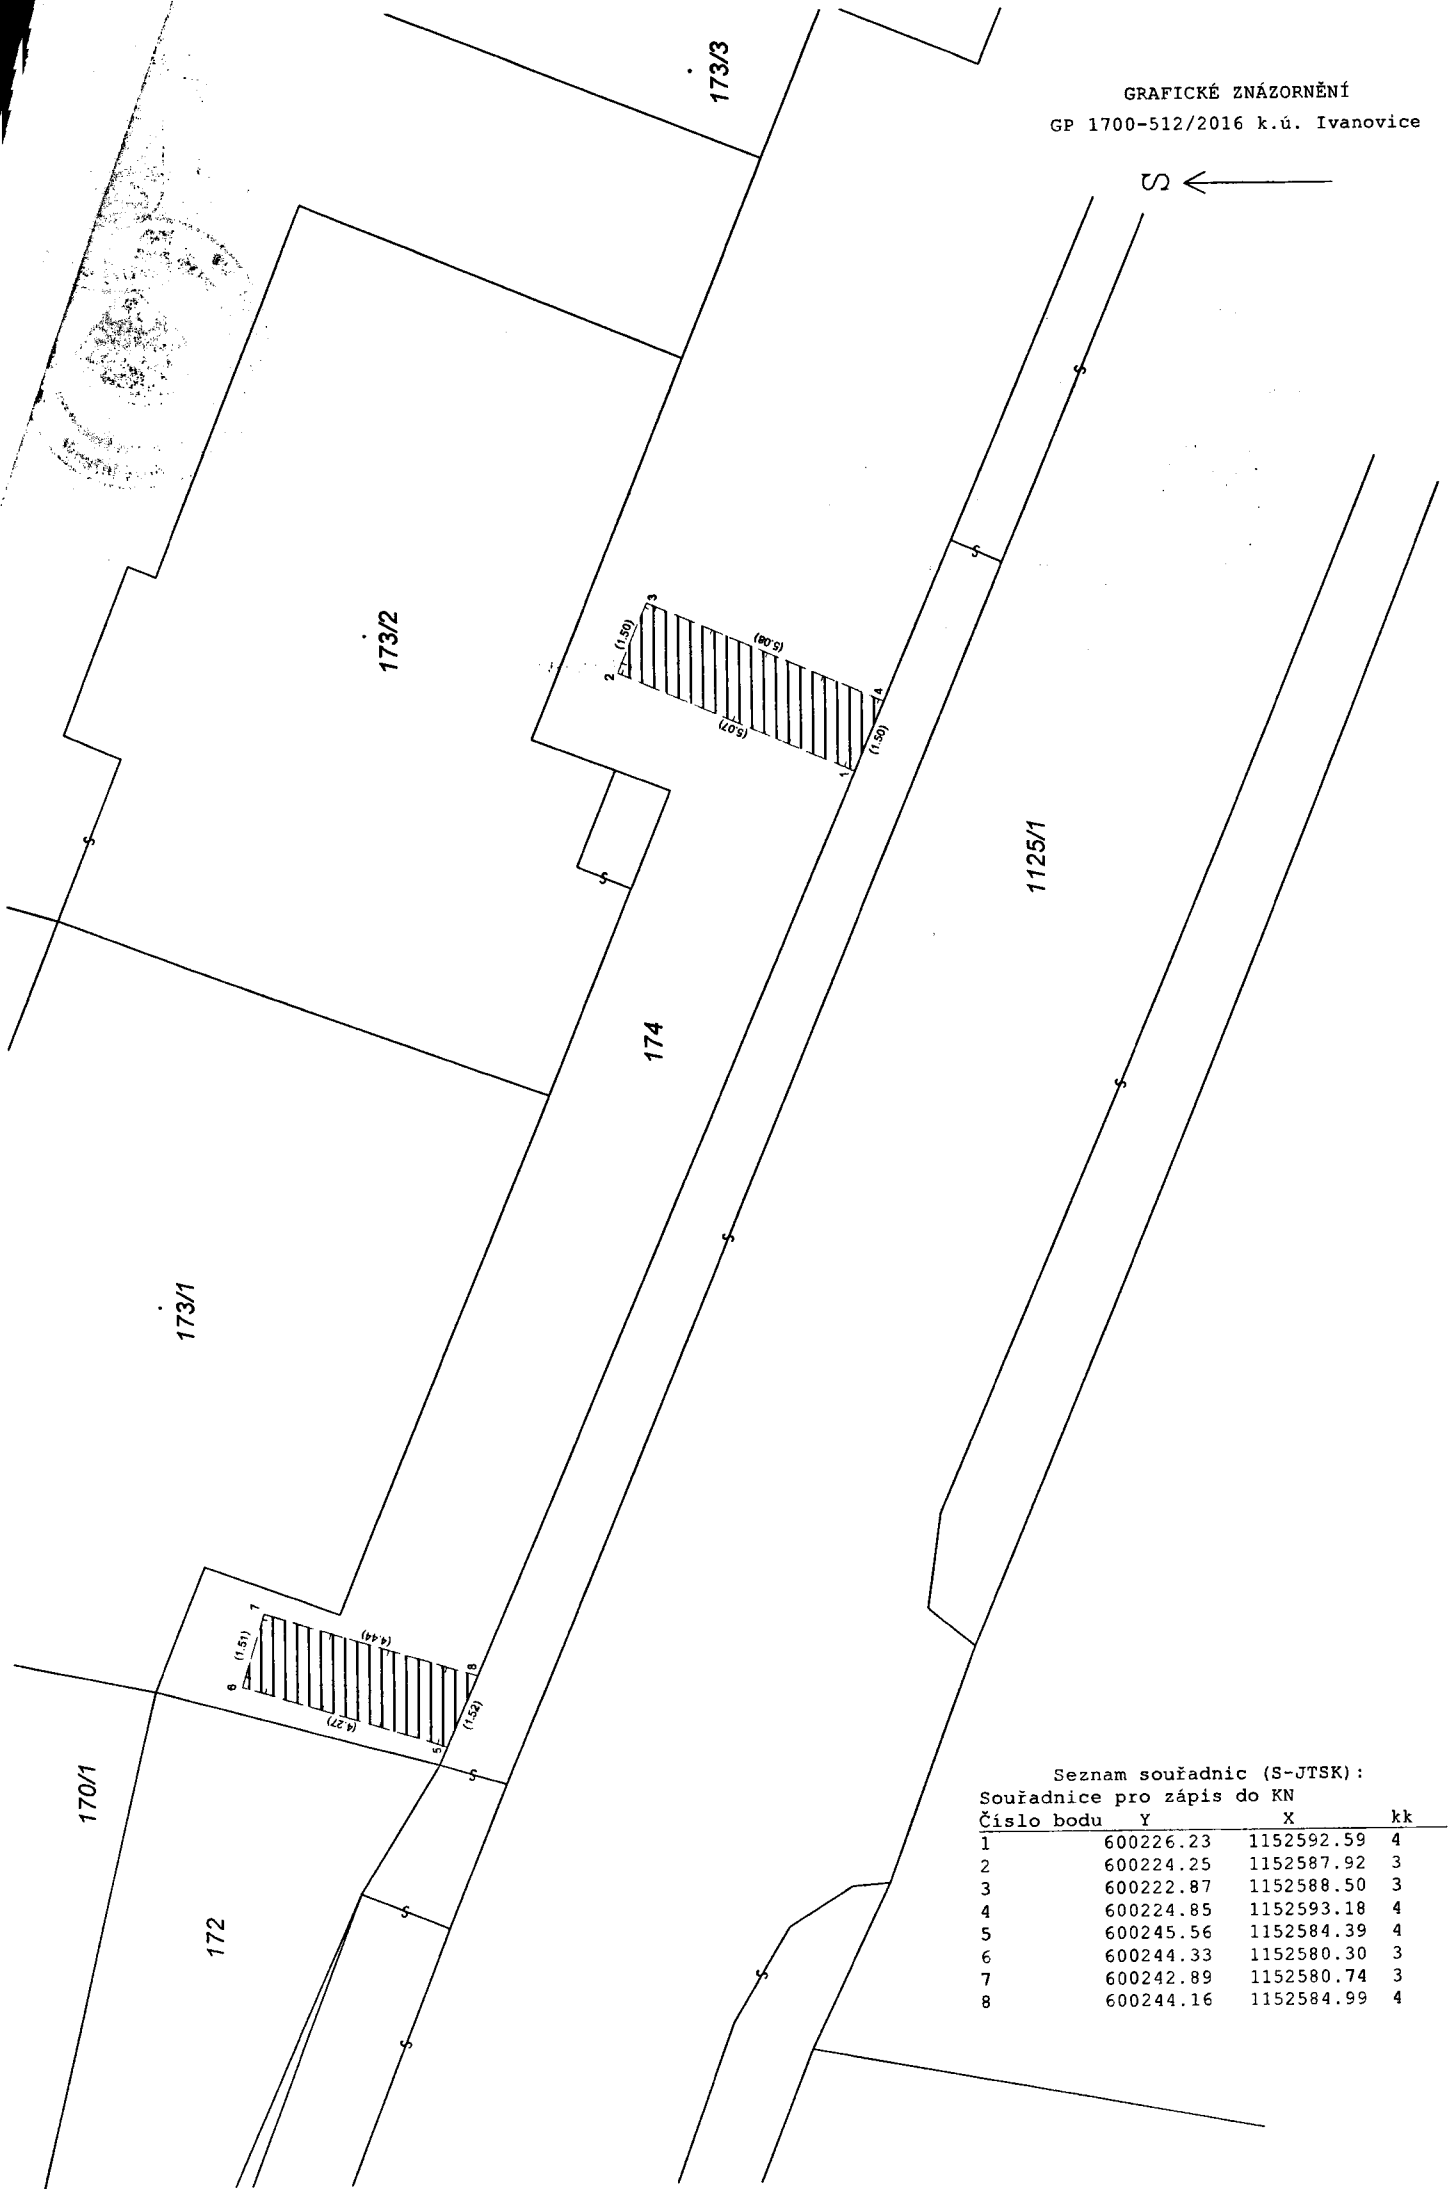 GRAFICKÉ ZNÁZORNĚNÍ
GP 1700-512/2016 k.ú. Ivanovice
S
173/3
173/2
3
(1.50)
2
(5.08)
(5.07)
4
(1.50)
1
1125/1
174
173/1
7
(1.51)
6
(4.44)
(4.27)
8
(1.52)
5
170/1
172
Seznam souřadnic (S-JTSK):
Souřadnice pro zápis do KN
Číslo bodu Y X kk
1 600226.23 1152592.59 4
2 600224.25 1152587.92 3
3 600222.87 1152588.50 3
4 600224.85 1152593.18 4
5 600245.56 1152584.39 4
6 600244.33 1152580.30 3
7 600242.89 1152580.74 3
8 600244.16 1152584.99 4